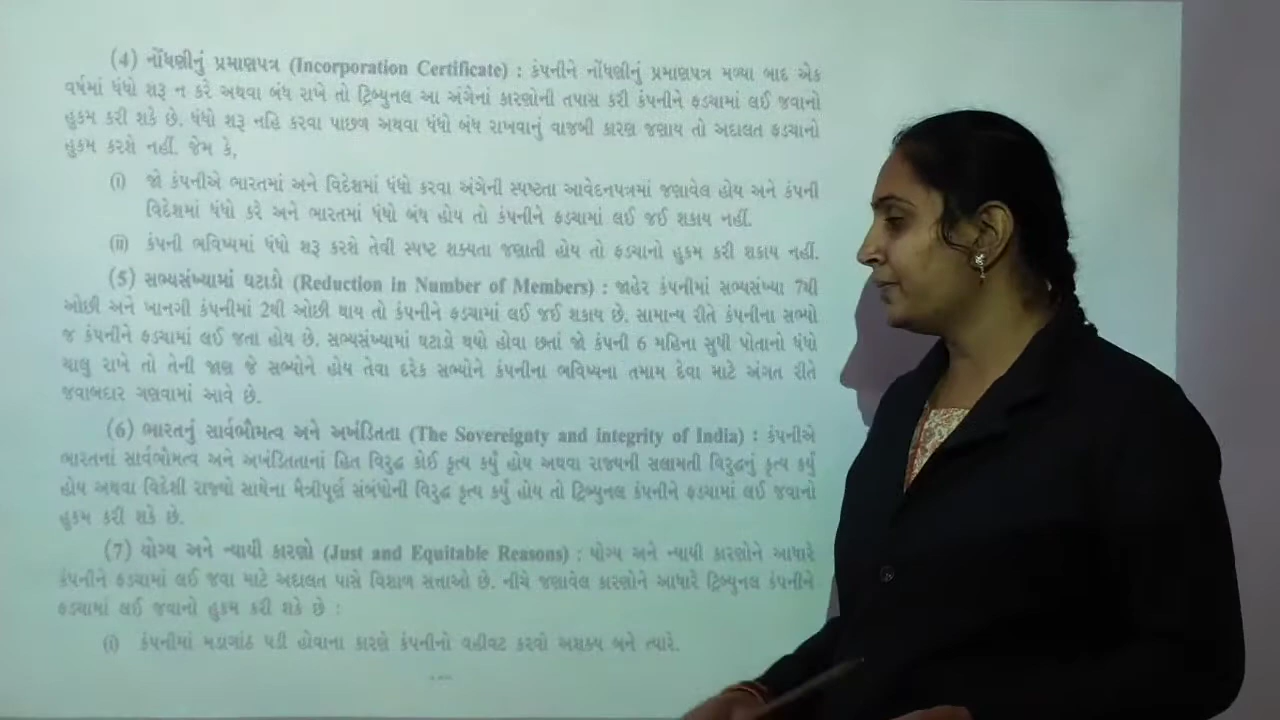 (4) નોંધણીનું પ્રમાણપત્ર (Incorporation Certificate) : કંપનીને નોંધણીનું પ્રમાણપત્ર મળ્યા બાદ એક
વર્ષમાં ધંધો શરૂ ન કરે અથવા બંધ રાખે તો ટ્રિબ્યુનલ આ અંગેનાં કારણોની તપાસ કરી કંપનીને ફડચામાં લઈ જવાનો
હુકમ કરી શકે છે. ધંધો શરૂ નહિ કરવા પાછળ અથવા ધંધો બંધ રાખવાનું વાજબી કારણ જણાય તો અદાલત ફડચાનો
હુકમ કરશે નહીં. જેમ કે,
(i) જો કંપનીએ ભારતમાં અને વિદેશમાં ધંધો કરવા અંગેની સ્પષ્ટતા આવેદનપત્રમાં જણાવેલ હોય અને કંપની
વિદેશમાં ધંધો કરે અને ભારતમાં ધંધો બંધ હોય તો કંપનીને ફડચામાં લઈ જઈ શકાય નહીં.
(ii) કંપની ભવિષ્યમાં ધંધો શરૂ કરશે તેવી સ્પષ્ટ શક્યતા જણાતી હોય તો ફડચાનો હુકમ કરી શકાય નહીં.
(5) સભ્યસંખ્યામાં ઘટાડો (Reduction in Number of Members) : જાહેર કંપનીમાં સભ્યસંખ્યા 7થી
ઓછી અને ખાનગી કંપનીમાં 2થી ઓછી થાય તો કંપનીને ફડચામાં લઈ જઈ શકાય છે. સામાન્ય રીતે કંપનીના સભ્યો
જ કંપનીને ફડચામાં લઈ જતા હોય છે. સભ્યસંખ્યામાં ઘટાડો થયો હોવા છતાં જો કંપની 6 મહિના સુધી પોતાનો ધંધો
ચાલુ રાખે તો તેની જાણ જે સભ્યોને હોય તેવા દરેક સભ્યોને કંપનીના ભવિષ્યના તમામ દેવા માટે અંગત રીતે
જવાબદાર ગણવામાં આવે છે.
(6) ભારતનું સાર્વભૌમત્વ અને અખંડિતતા (The Sovereignty and integrity of India) : કંપનીએ
ભારતનાં સાર્વભૌમત્વ અને અખંડિતતાનાં હિત વિરુદ્ધ કોઈ કૃત્ય કર્યું હોય અથવા રાજ્યની સલામતી વિરુદ્ધનું કૃત્ય કર્યું
હોય અથવા વિદેશી રાજ્યો સાથેના મૈત્રીપૂર્ણ સંબંધોની વિરુદ્ધ કૃત્ય કર્યું હોય તો ટ્રિબ્યુનલ કંપનીને ફડચામાં લઈ જવાનો
હુકમ કરી શકે છે.
(7) યોગ્ય અને ન્યાયી કારણો (Just and Equitable Reasons) : યોગ્ય અને ન્યાયી કારણોને આધારે
કંપનીને ફડચામાં લઈ જવા માટે અદાલત પાસે વિશાળ સત્તાઓ છે. નીચે જણાવેલ કારણોને આધારે ટ્રિબ્યુનલ કંપનીને
ફડચામાં લઈ જવાનો હુકમ કરી શકે છે :
(i) કંપનીમાં મડાગાંઠ પડી હોવાના કારણે કંપનીનો વહીવટ કરવો અશક્ય બને ત્યારે.